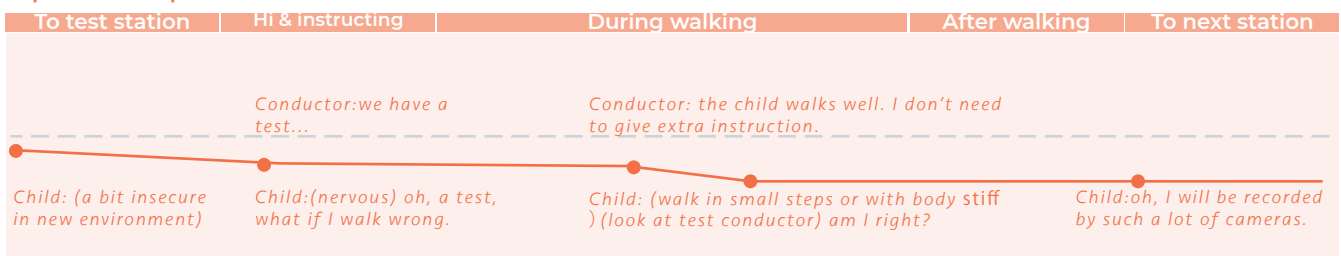 To test station
Hi & instructing
During walking
After walking
To next station
Conductor:we have a
test...
Conductor: the child walks well. I don't need
to give extra instruction.
Child: (a bit insecure
in new environment)
Child:(nervous) oh, a test,
what if I walk wrong.
Child: (walk in small steps or with body stiff
) (look at test conductor) am I right?
Child:oh, I will be recorded
by such a lot of cameras.